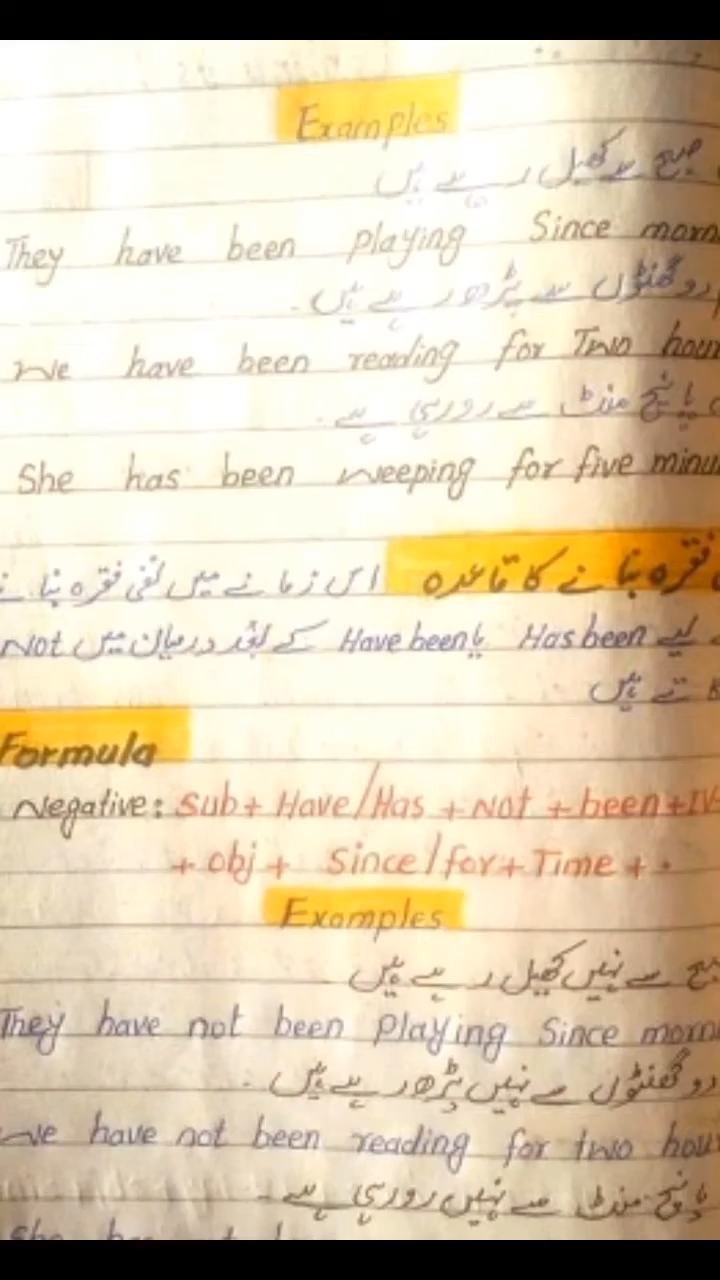 Examples
صبح سے کھیل رہے ہیں
They have been playing Since morn
دو گھنٹوں سے پڑھ رہے ہیں۔
We have been reading for Two hour
پانچ منٹ سے رو رہی ہے۔
She has been weeping for five minu
فقرہ بنانے کا قاعدہ اس زمانے میں نفی فقرہ بنانے
لیے Has been یا Have been کے بعد درمیان میں Not
تے ہیں
Formula
Negative: Sub + Have/Has + Not + been + IV
+ obj + Since/for + Time + .
Examples
سے نہیں کھیل رہے ہیں
They have not been playing Since morn
دو گھنٹوں سے نہیں پڑھ رہے ہیں۔
We have not been reading for two hou
پانچ منٹ سے نہیں رو رہی ہے۔
She